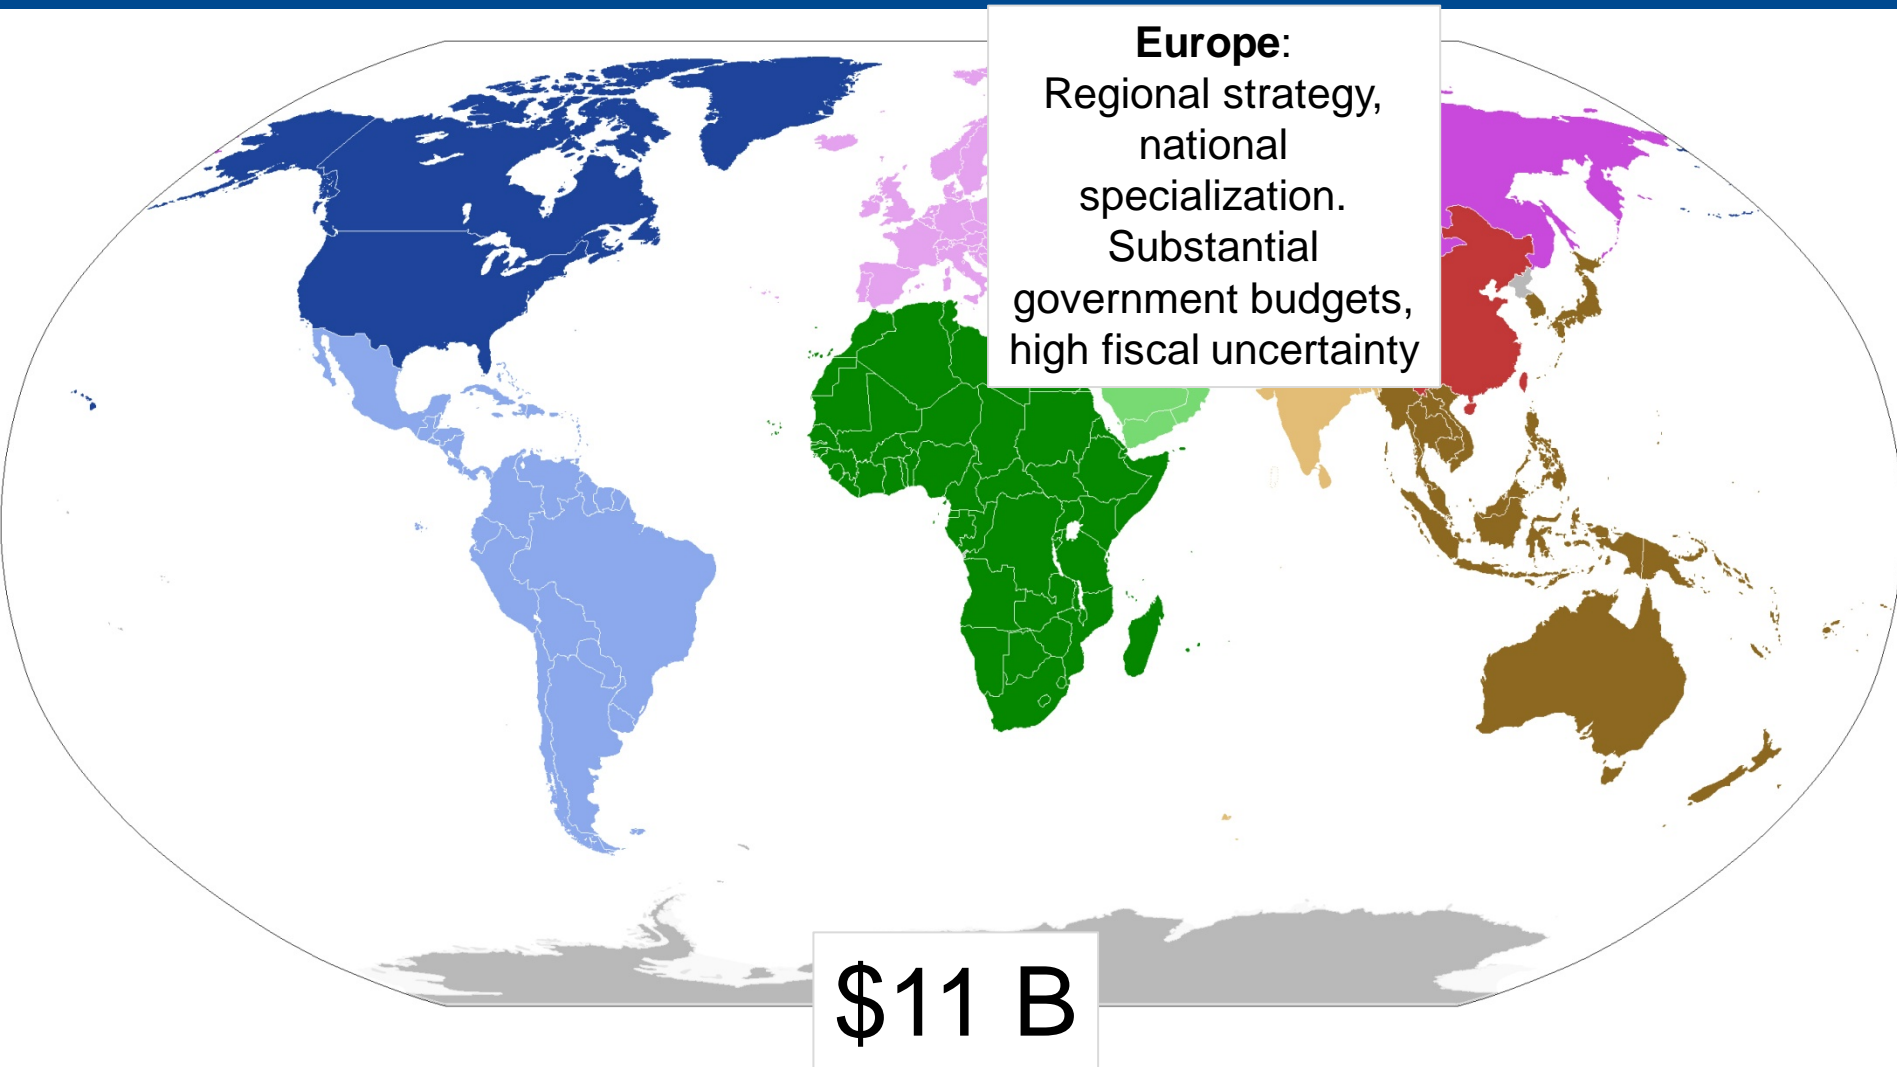 Europe:
Regional strategy,
national
specialization.
Substantial
government budgets,
high fiscal uncertainty
$11 B